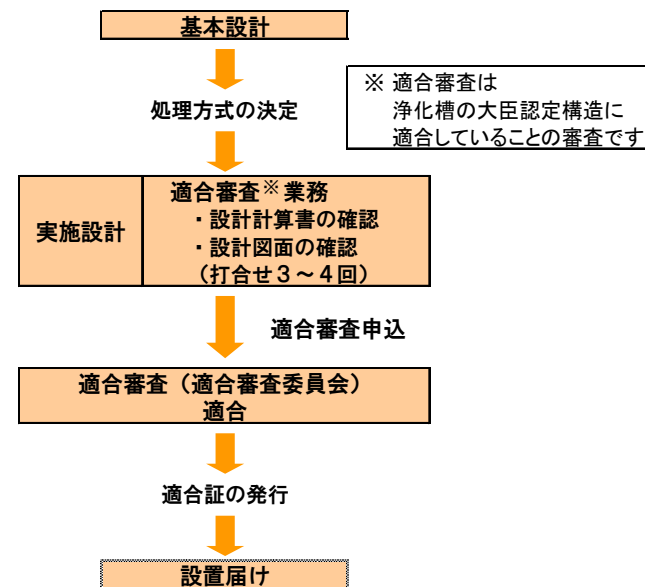 基本設計
処理方式の決定
※ 適合審査は
浄化槽の大臣認定構造に
適合していることの審査です
実施設計
適合審査※業務
・設計計算書の確認
・設計図面の確認
（打合せ３～４回）
適合審査申込
適合審査（適合審査委員会）
適合
適合証の発行
設置届け